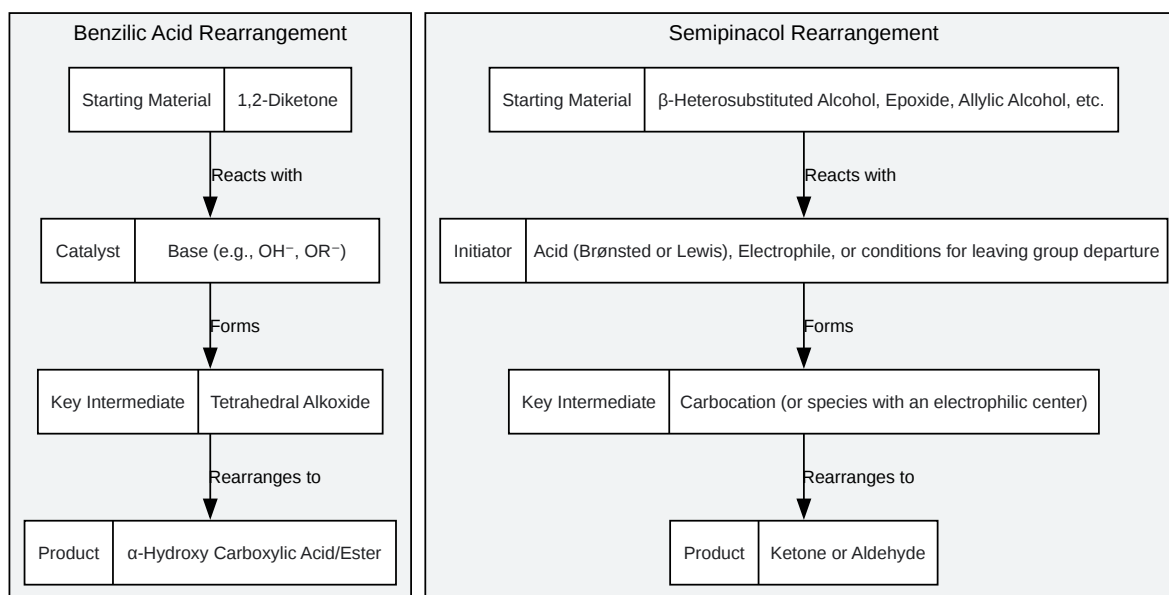 Benzilic Acid Rearrangement
Starting Material 1,2-Diketone
Reacts with
Catalyst Base (e.g., OH⁻, OR⁻)
Forms
Key Intermediate Tetrahedral Alkoxide
Rearranges to
Product α-Hydroxy Carboxylic Acid/Ester
Semipinacol Rearrangement
Starting Material β-Heterosubstituted Alcohol, Epoxide, Allylic Alcohol, etc.
Reacts with
Initiator Acid (Brønsted or Lewis), Electrophile, or conditions for leaving group departure
Forms
Key Intermediate Carbocation (or species with an electrophilic center)
Rearranges to
Product Ketone or Aldehyde